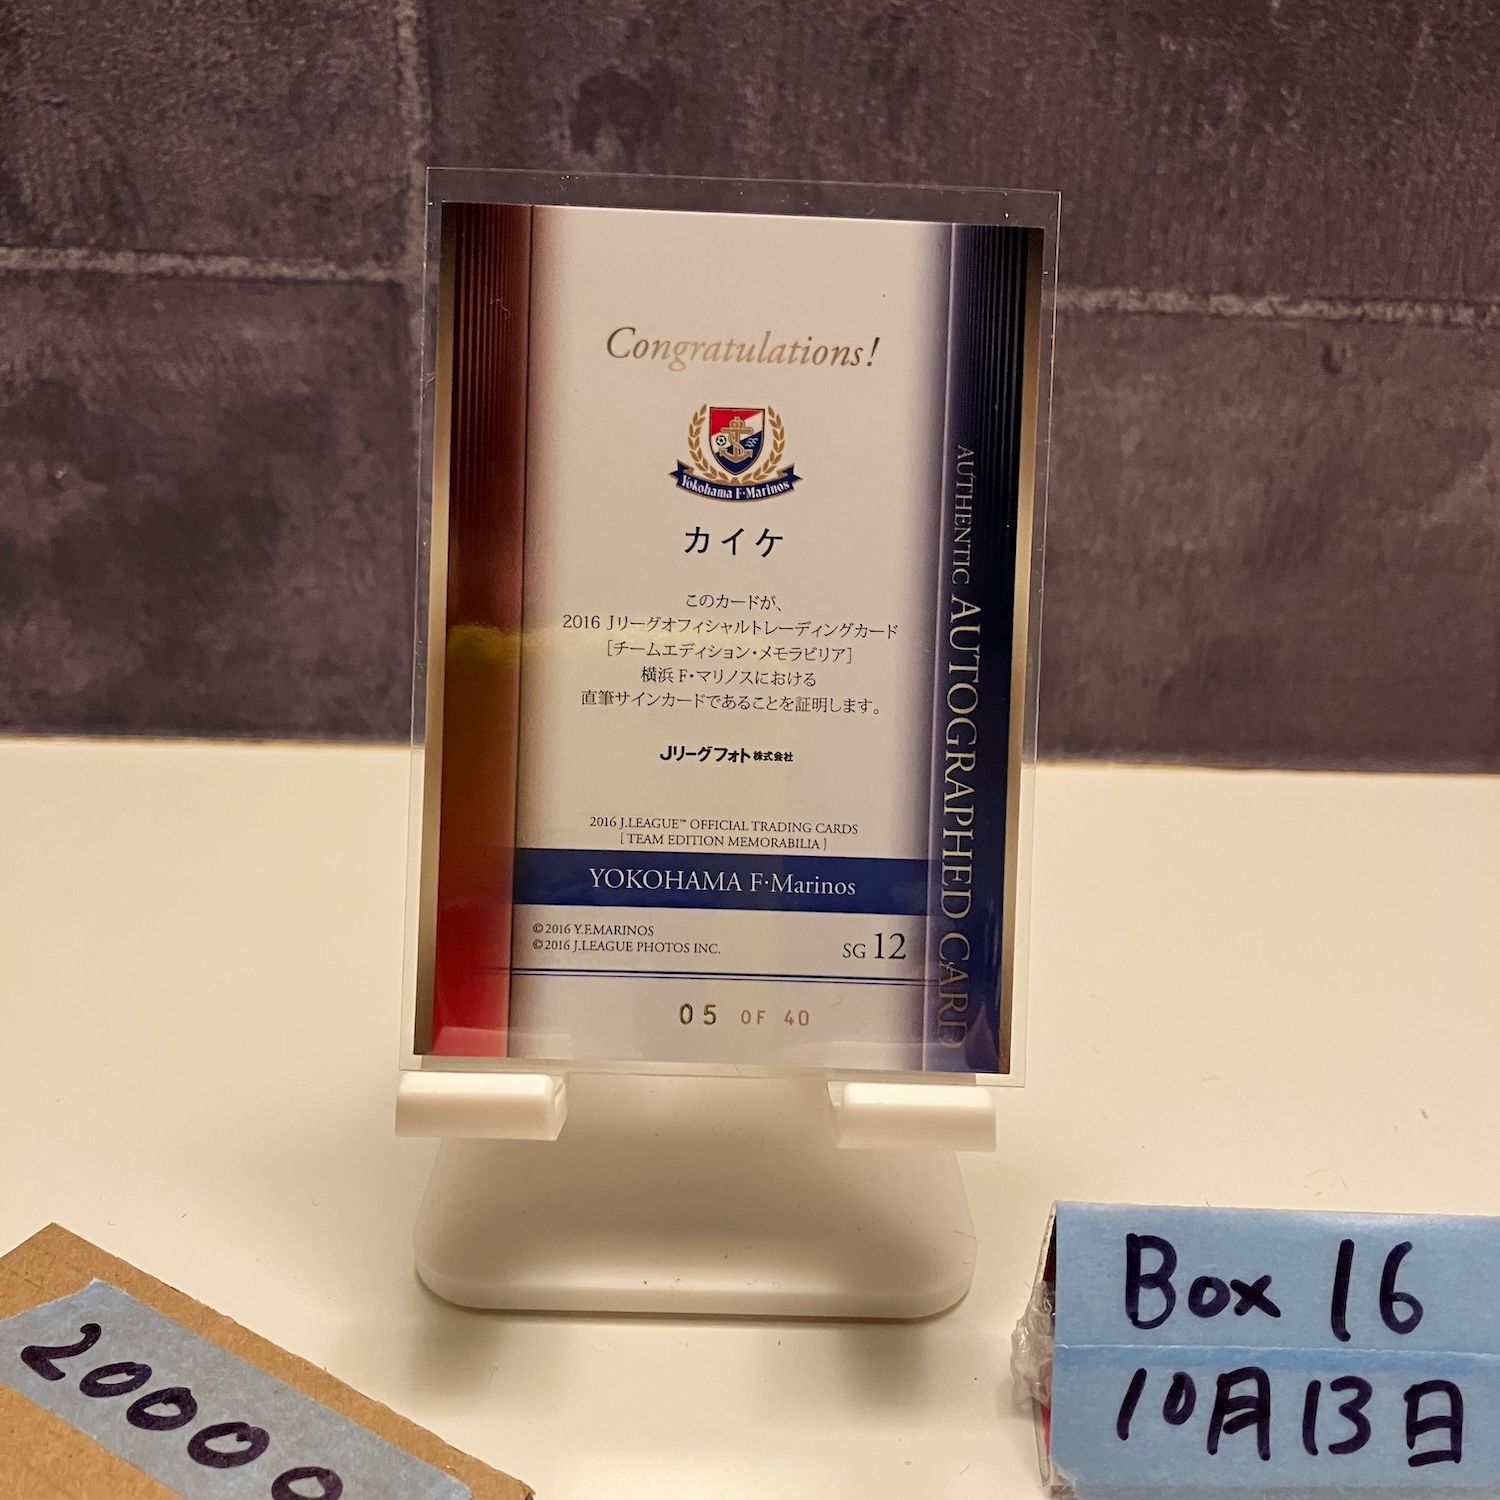 Congratulations!
Yokohama F·Marinos
カイケ
このカードが、
2016 Jリーグオフィシャルトレーディングカード
[チームエディション・メモラビリア]
横浜 F・マリノスにおける
直筆サインカードであることを証明します。
Jリーグフォト株式会社
2016 J.LEAGUE™ OFFICIAL TRADING CARDS
[ TEAM EDITION MEMORABILIA ]
YOKOHAMA F·Marinos
©2016 Y.F.MARINOS
©2016 J.LEAGUE PHOTOS INC.
SG 12
05 OF 40
AUTHENTIC AUTOGRAPHED CARD
20000
Box 16
10月13日